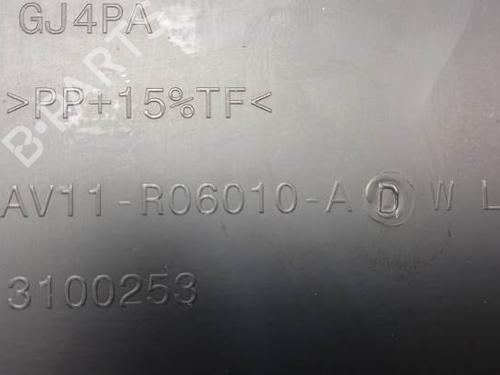 GJ4PA
>PP+15%TF<
AV11-R06010-A D W L
3100253
B-PARTS